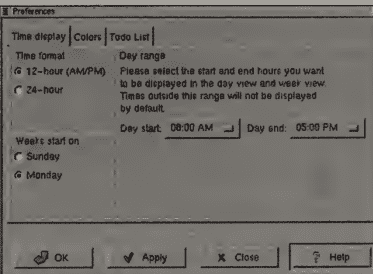 Preferences
Time display Colors Todo List
Time format
12-hour (AM/PM)
24-hour
Day range
Please select the start and end hours you want
to be displayed in the day view and week view.
Times outside this range will not be displayed
by default.
Day start: 08:00 AM Day end: 05:00 PM
Weeks start on
Sunday
Monday
OK Apply Close ? Help